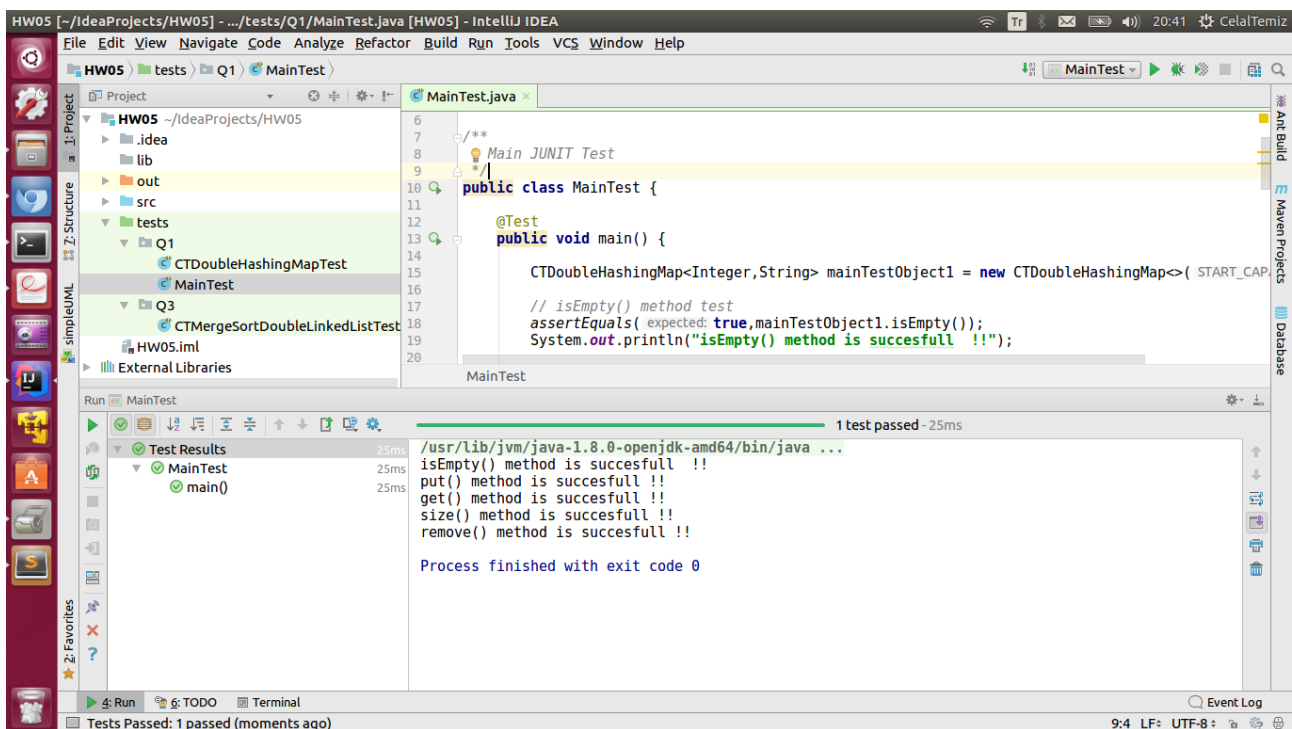 HW05 [~/IdeaProjects/HW05] - .../tests/Q1/MainTest.java [HW05] - IntelliJ IDEA
Tr
20:41
CelalTemiz
File Edit View Navigate Code Analyze Refactor Build Run Tools VCS Window Help
HW05 tests Q1 MainTest
MainTest
1: Project
Z: Structure
simpleUML
2: Favorites
Project
HW05 ~/IdeaProjects/HW05
.idea
lib
out
src
tests
Q1
CTDoubleHashingMapTest
MainTest
Q3
CTMergeSortDoubleLinkedListTest
HW05.iml
External Libraries
MainTest.java
6
7 /**
8 Main JUNIT Test
9 */
10 public class MainTest {
11
12 @Test
13 public void main() {
14
15 CTDoubleHashingMap<Integer,String> mainTestObject1 = new CTDoubleHashingMap<>( START_CAPA
16
17 // isEmpty() method test
18 assertEquals( expected: true,mainTestObject1.isEmpty());
19 System.out.println("isEmpty() method is succesfull  !!");
20
MainTest
Ant Build
m Maven Projects
Database
Run MainTest
1 test passed - 25ms
Test Results 25ms
MainTest 25ms
main() 25ms
/usr/lib/jvm/java-1.8.0-openjdk-amd64/bin/java ...
isEmpty() method is succesfull  !!
put() method is succesfull !!
get() method is succesfull !!
size() method is succesfull !!
remove() method is succesfull !!
Process finished with exit code 0
4: Run 6: TODO Terminal
Event Log
Tests Passed: 1 passed (moments ago)
9:4 LF UTF-8